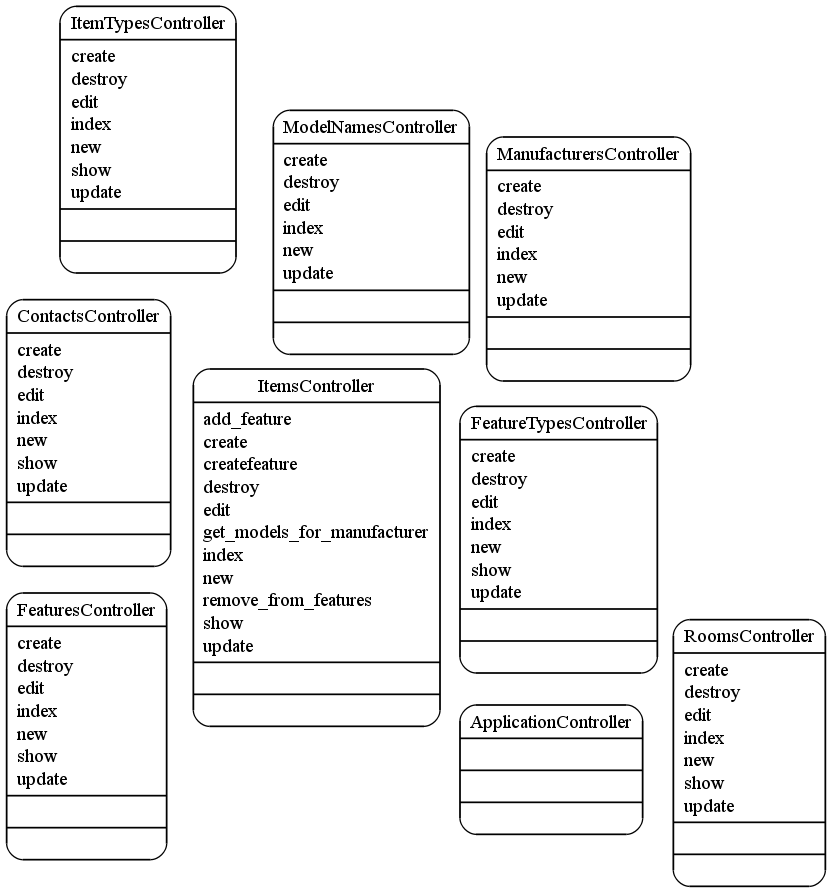 ItemTypesController
create
destroy
edit
index
new
show
update
ModelNamesController
create
destroy
edit
index
new
update
ManufacturersController
create
destroy
edit
index
new
update
ContactsController
create
destroy
edit
index
new
show
update
ItemsController
add_feature
create
createfeature
destroy
edit
get_models_for_manufacturer
index
new
remove_from_features
show
update
FeatureTypesController
create
destroy
edit
index
new
show
update
FeaturesController
create
destroy
edit
index
new
show
update
ApplicationController
RoomsController
create
destroy
edit
index
new
show
update